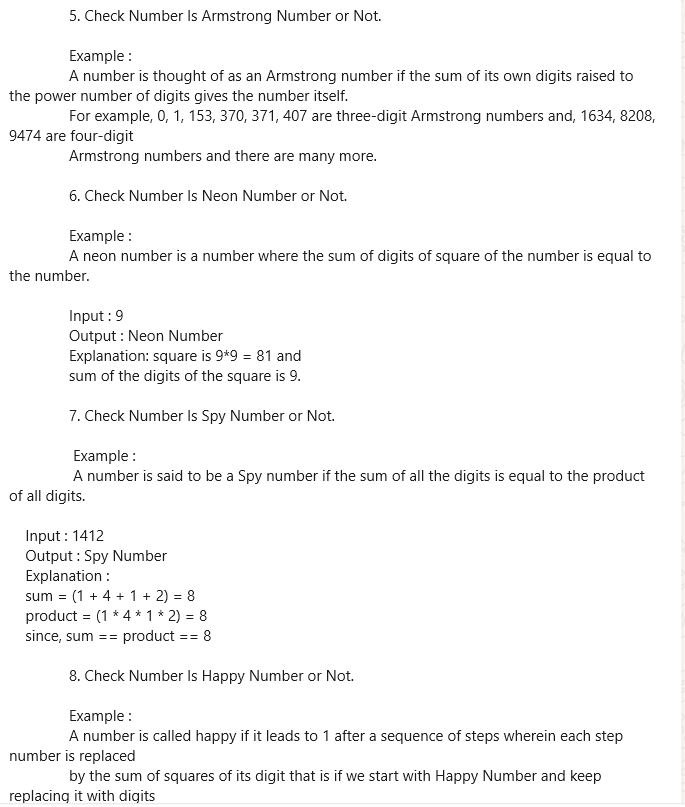 5. Check Number Is Armstrong Number or Not.
Example :
A number is thought of as an Armstrong number if the sum of its own digits raised to
the power number of digits gives the number itself.
For example, 0, 1, 153, 370, 371, 407 are three-digit Armstrong numbers and, 1634, 8208,
9474 are four-digit
Armstrong numbers and there are many more.
6. Check Number Is Neon Number or Not.
Example :
A neon number is a number where the sum of digits of square of the number is equal to
the number.
Input : 9
Output : Neon Number
Explanation: square is 9*9 = 81 and
sum of the digits of the square is 9.
7. Check Number Is Spy Number or Not.
Example :
A number is said to be a Spy number if the sum of all the digits is equal to the product
of all digits.
Input : 1412
Output : Spy Number
Explanation :
sum = (1 + 4 + 1 + 2) = 8
product = (1 * 4 * 1 * 2) = 8
since, sum == product == 8
8. Check Number Is Happy Number or Not.
Example :
A number is called happy if it leads to 1 after a sequence of steps wherein each step
number is replaced
by the sum of squares of its digit that is if we start with Happy Number and keep
replacing it with digits